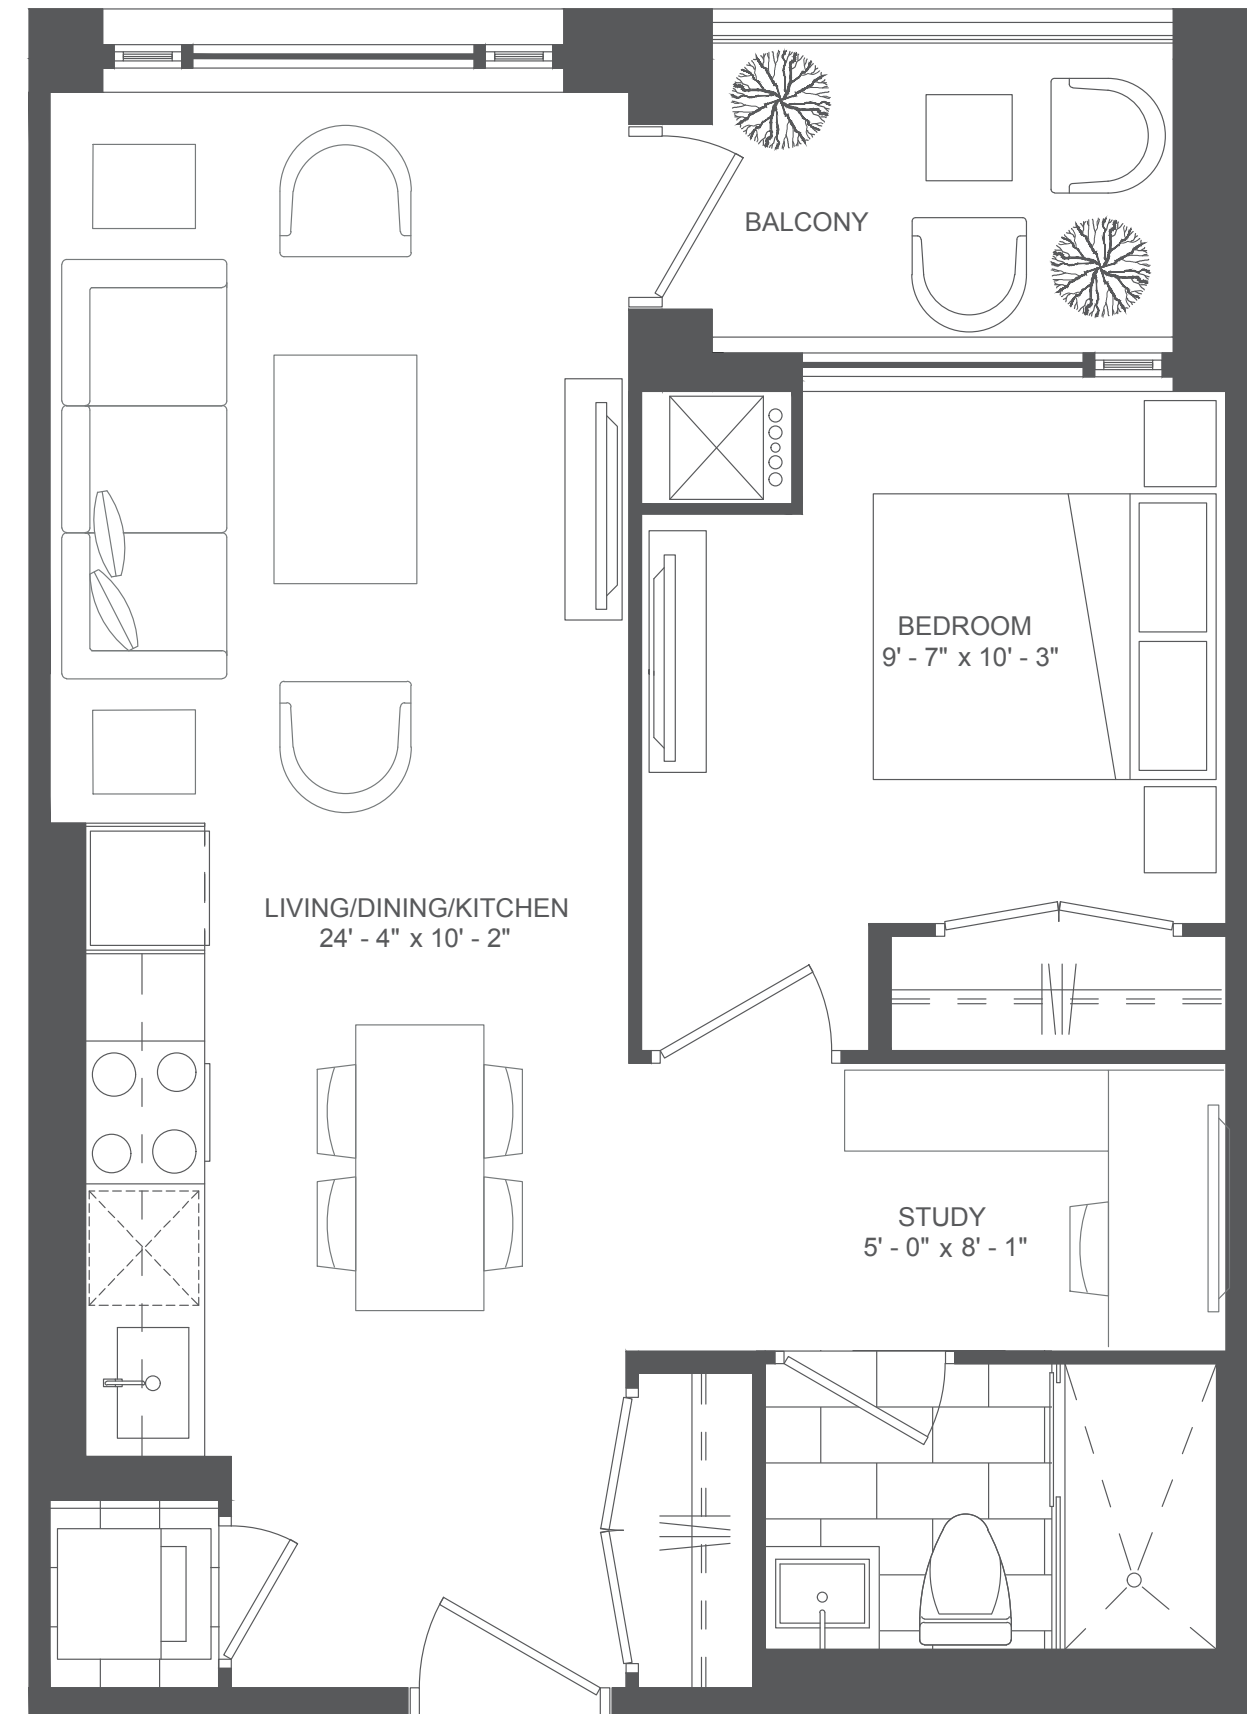 BALCONY
BEDROOM
9' - 7" x 10' - 3"
LIVING/DINING/KITCHEN
24' - 4" x 10' - 2"
STUDY
5' - 0" x 8' - 1"